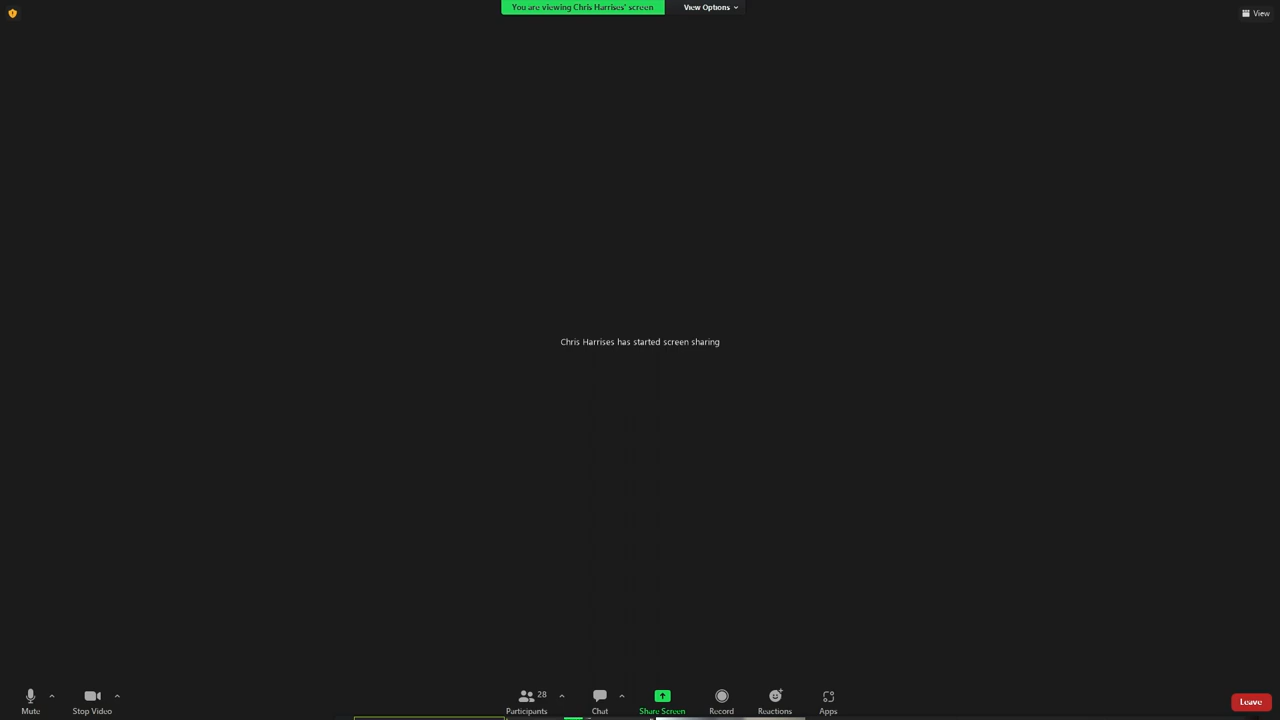 You are viewing Chris Harrises' screen
View Options
View
Chris Harrises has started screen sharing
Mute
Stop Video
28
Participants
Chat
Share Screen
Record
Reactions
Apps
Leave